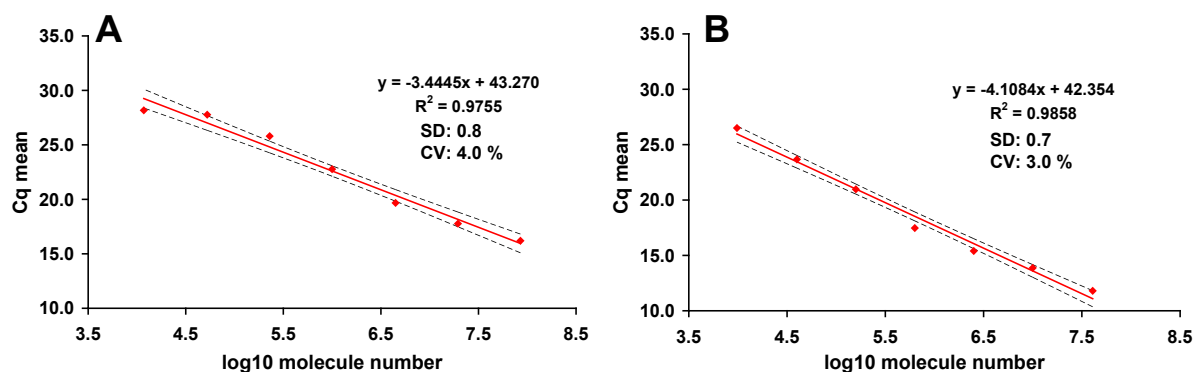 A
35.0
30.0
25.0
20.0
15.0
10.0
Cq mean
y = -3.4445x + 43.270
R² = 0.9755
SD: 0.8
CV: 4.0 %
3.5 4.5 5.5 6.5 7.5 8.5
log10 molecule number
B
35.0
30.0
25.0
20.0
15.0
10.0
Cq mean
y = -4.1084x + 42.354
R² = 0.9858
SD: 0.7
CV: 3.0 %
3.5 4.5 5.5 6.5 7.5 8.5
log10 molecule number